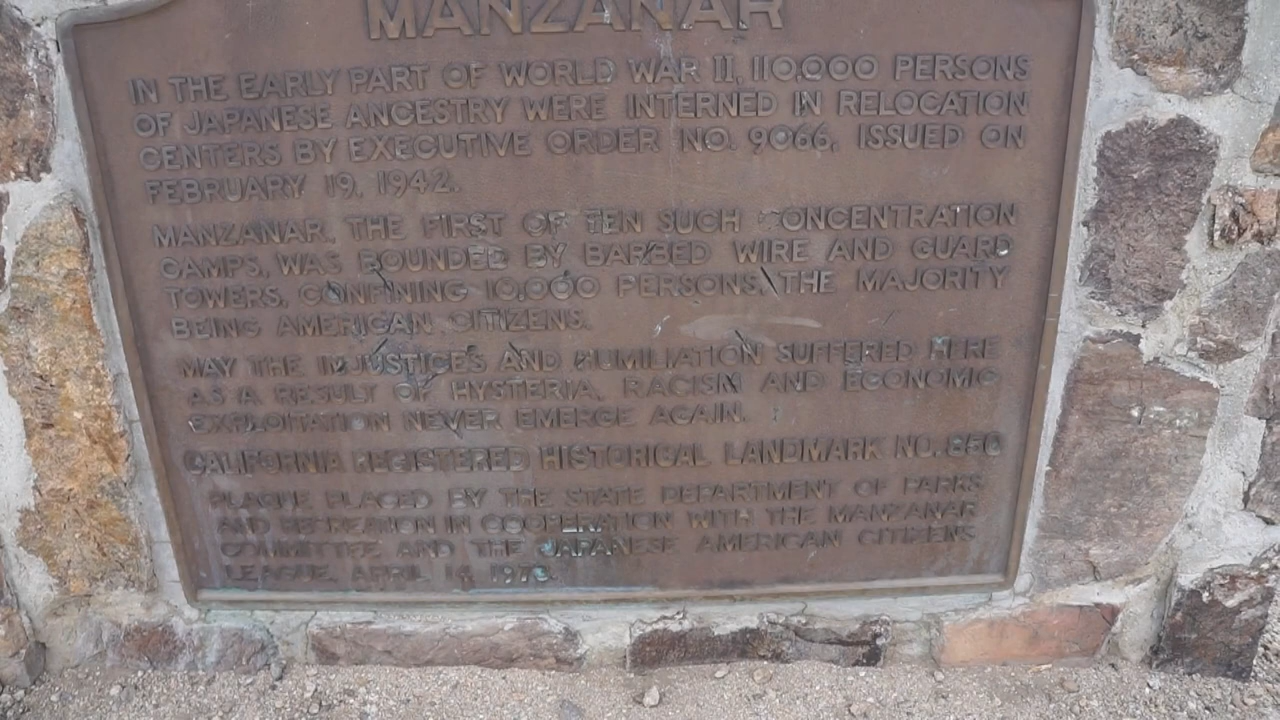 MANZANAR
IN THE EARLY PART OF WORLD WAR II, 110,000 PERSONS
OF JAPANESE ANCESTRY WERE INTERNED IN RELOCATION
CENTERS BY EXECUTIVE ORDER NO. 9066, ISSUED ON
FEBRUARY 19, 1942.
MANZANAR, THE FIRST OF TEN SUCH CONCENTRATION
CAMPS, WAS BOUNDED BY BARBED WIRE AND GUARD
TOWERS, CONFINING 10,000 PERSONS, THE MAJORITY
BEING AMERICAN CITIZENS.
MAY THE INJUSTICES AND HUMILIATION SUFFERED HERE
AS A RESULT OF HYSTERIA, RACISM AND ECONOMIC
EXPLOITATION NEVER EMERGE AGAIN.
CALIFORNIA REGISTERED HISTORICAL LANDMARK NO. 850
PLAQUE PLACED BY THE STATE DEPARTMENT OF PARKS
AND RECREATION IN COOPERATION WITH THE MANZANAR
COMMITTEE AND THE JAPANESE AMERICAN CITIZENS
LEAGUE, APRIL 14, 1973.